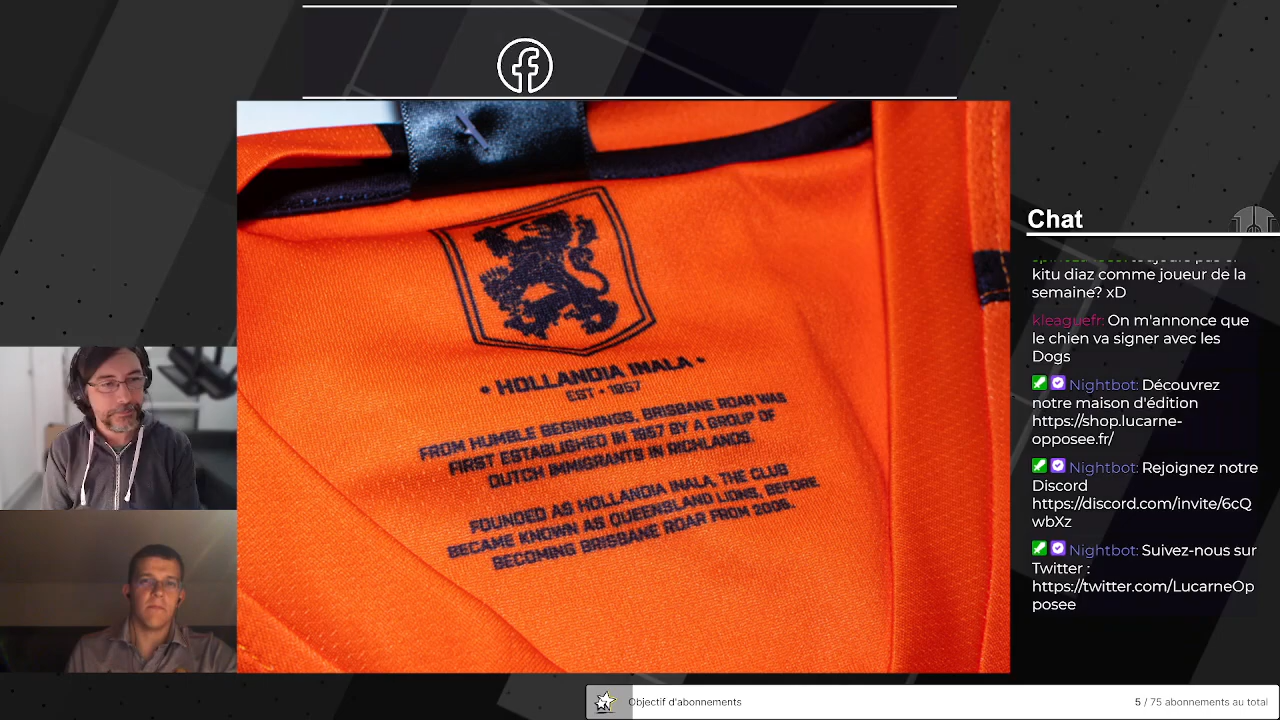 • HOLLANDIA INALA •
EST • 1957
FROM HUMBLE BEGINNINGS, BRISBANE ROAR WAS
FIRST ESTABLISHED IN 1957 BY A GROUP OF
DUTCH IMMIGRANTS IN RICHLANDS.
FOUNDED AS HOLLANDIA INALA, THE CLUB
BECAME KNOWN AS QUEENSLAND LIONS, BEFORE
BECOMING BRISBANE ROAR FROM 2005.
Chat
kitu diaz comme joueur de la
semaine? xD
kleaguefr: On m'annonce que
le chien va signer avec les
Dogs
Nightbot: Découvrez
notre maison d'édition
https://shop.lucarne-
opposee.fr/
Nightbot: Rejoignez notre
Discord
https://discord.com/invite/6cQ
wbXz
Nightbot: Suivez-nous sur
Twitter :
https://twitter.com/LucarneOp
posee
Objectif d'abonnements
5 / 75 abonnements au total